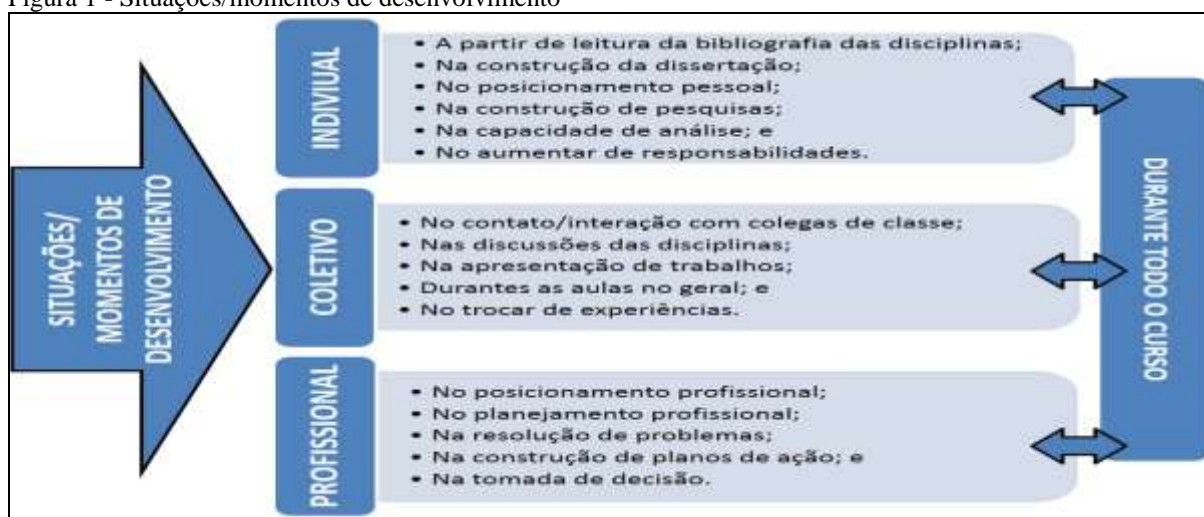 Figura 1 - Situações/momentos de desenvolvimento
SITUAÇÕES/
MOMENTOS DE
DESENVOLVIMENTO
INDIVIUAL
• A partir de leitura da bibliografia das disciplinas;
• Na construção da dissertação;
• No posicionamento pessoal;
• Na construção de pesquisas;
• Na capacidade de análise; e
• No aumentar de responsabilidades.
COLETIVO
• No contato/interação com colegas de classe;
• Nas discussões das disciplinas;
• Na apresentação de trabalhos;
• Durantes as aulas no geral; e
• No trocar de experiências.
PROFISSIONAL
• No posicionamento profissional;
• No planejamento profissional;
• Na resolução de problemas;
• Na construção de planos de ação; e
• Na tomada de decisão.
DURANTE TODO O CURSO